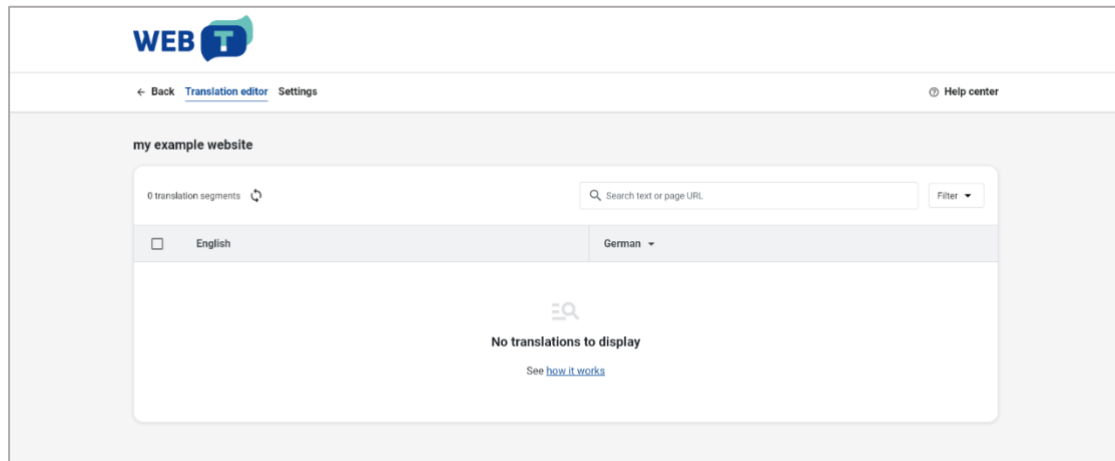 WEB T
← Back Translation editor Settings Help center
my example website
0 translation segments Search text or page URL Filter
English German
No translations to display
See how it works